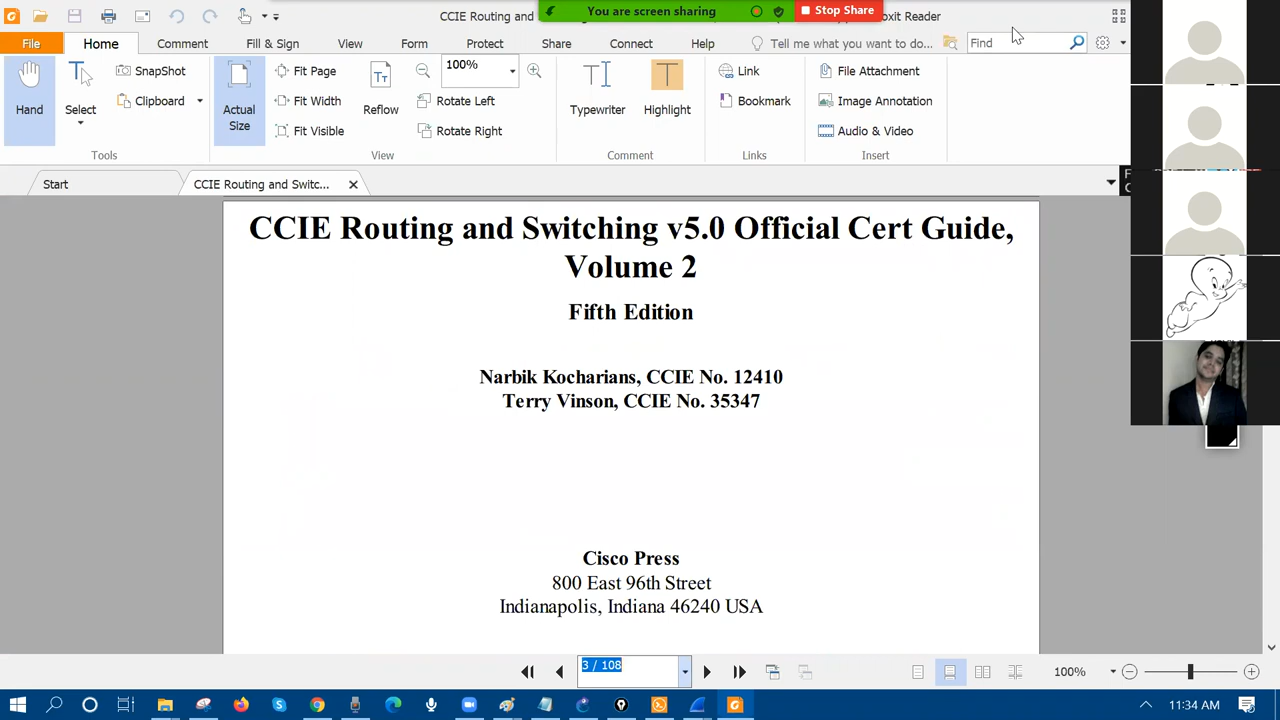 CCIE Routing and
You are screen sharing
Stop Share
oxit Reader
File
Home
Comment
Fill & Sign
View
Form
Protect
Share
Connect
Help
Tell me what you want to do...
Find
Hand
Select
SnapShot
Clipboard
Tools
Actual
Size
Fit Page
Fit Width
Fit Visible
Reflow
100%
Rotate Left
Rotate Right
View
Typewriter
Highlight
Comment
Link
Bookmark
Links
File Attachment
Image Annotation
Audio & Video
Insert
Start
CCIE Routing and Switc...
CCIE Routing and Switching v5.0 Official Cert Guide,
Volume 2
Fifth Edition
Narbik Kocharians, CCIE No. 12410
Terry Vinson, CCIE No. 35347
Cisco Press
800 East 96th Street
Indianapolis, Indiana 46240 USA
3 / 108
100%
11:34 AM